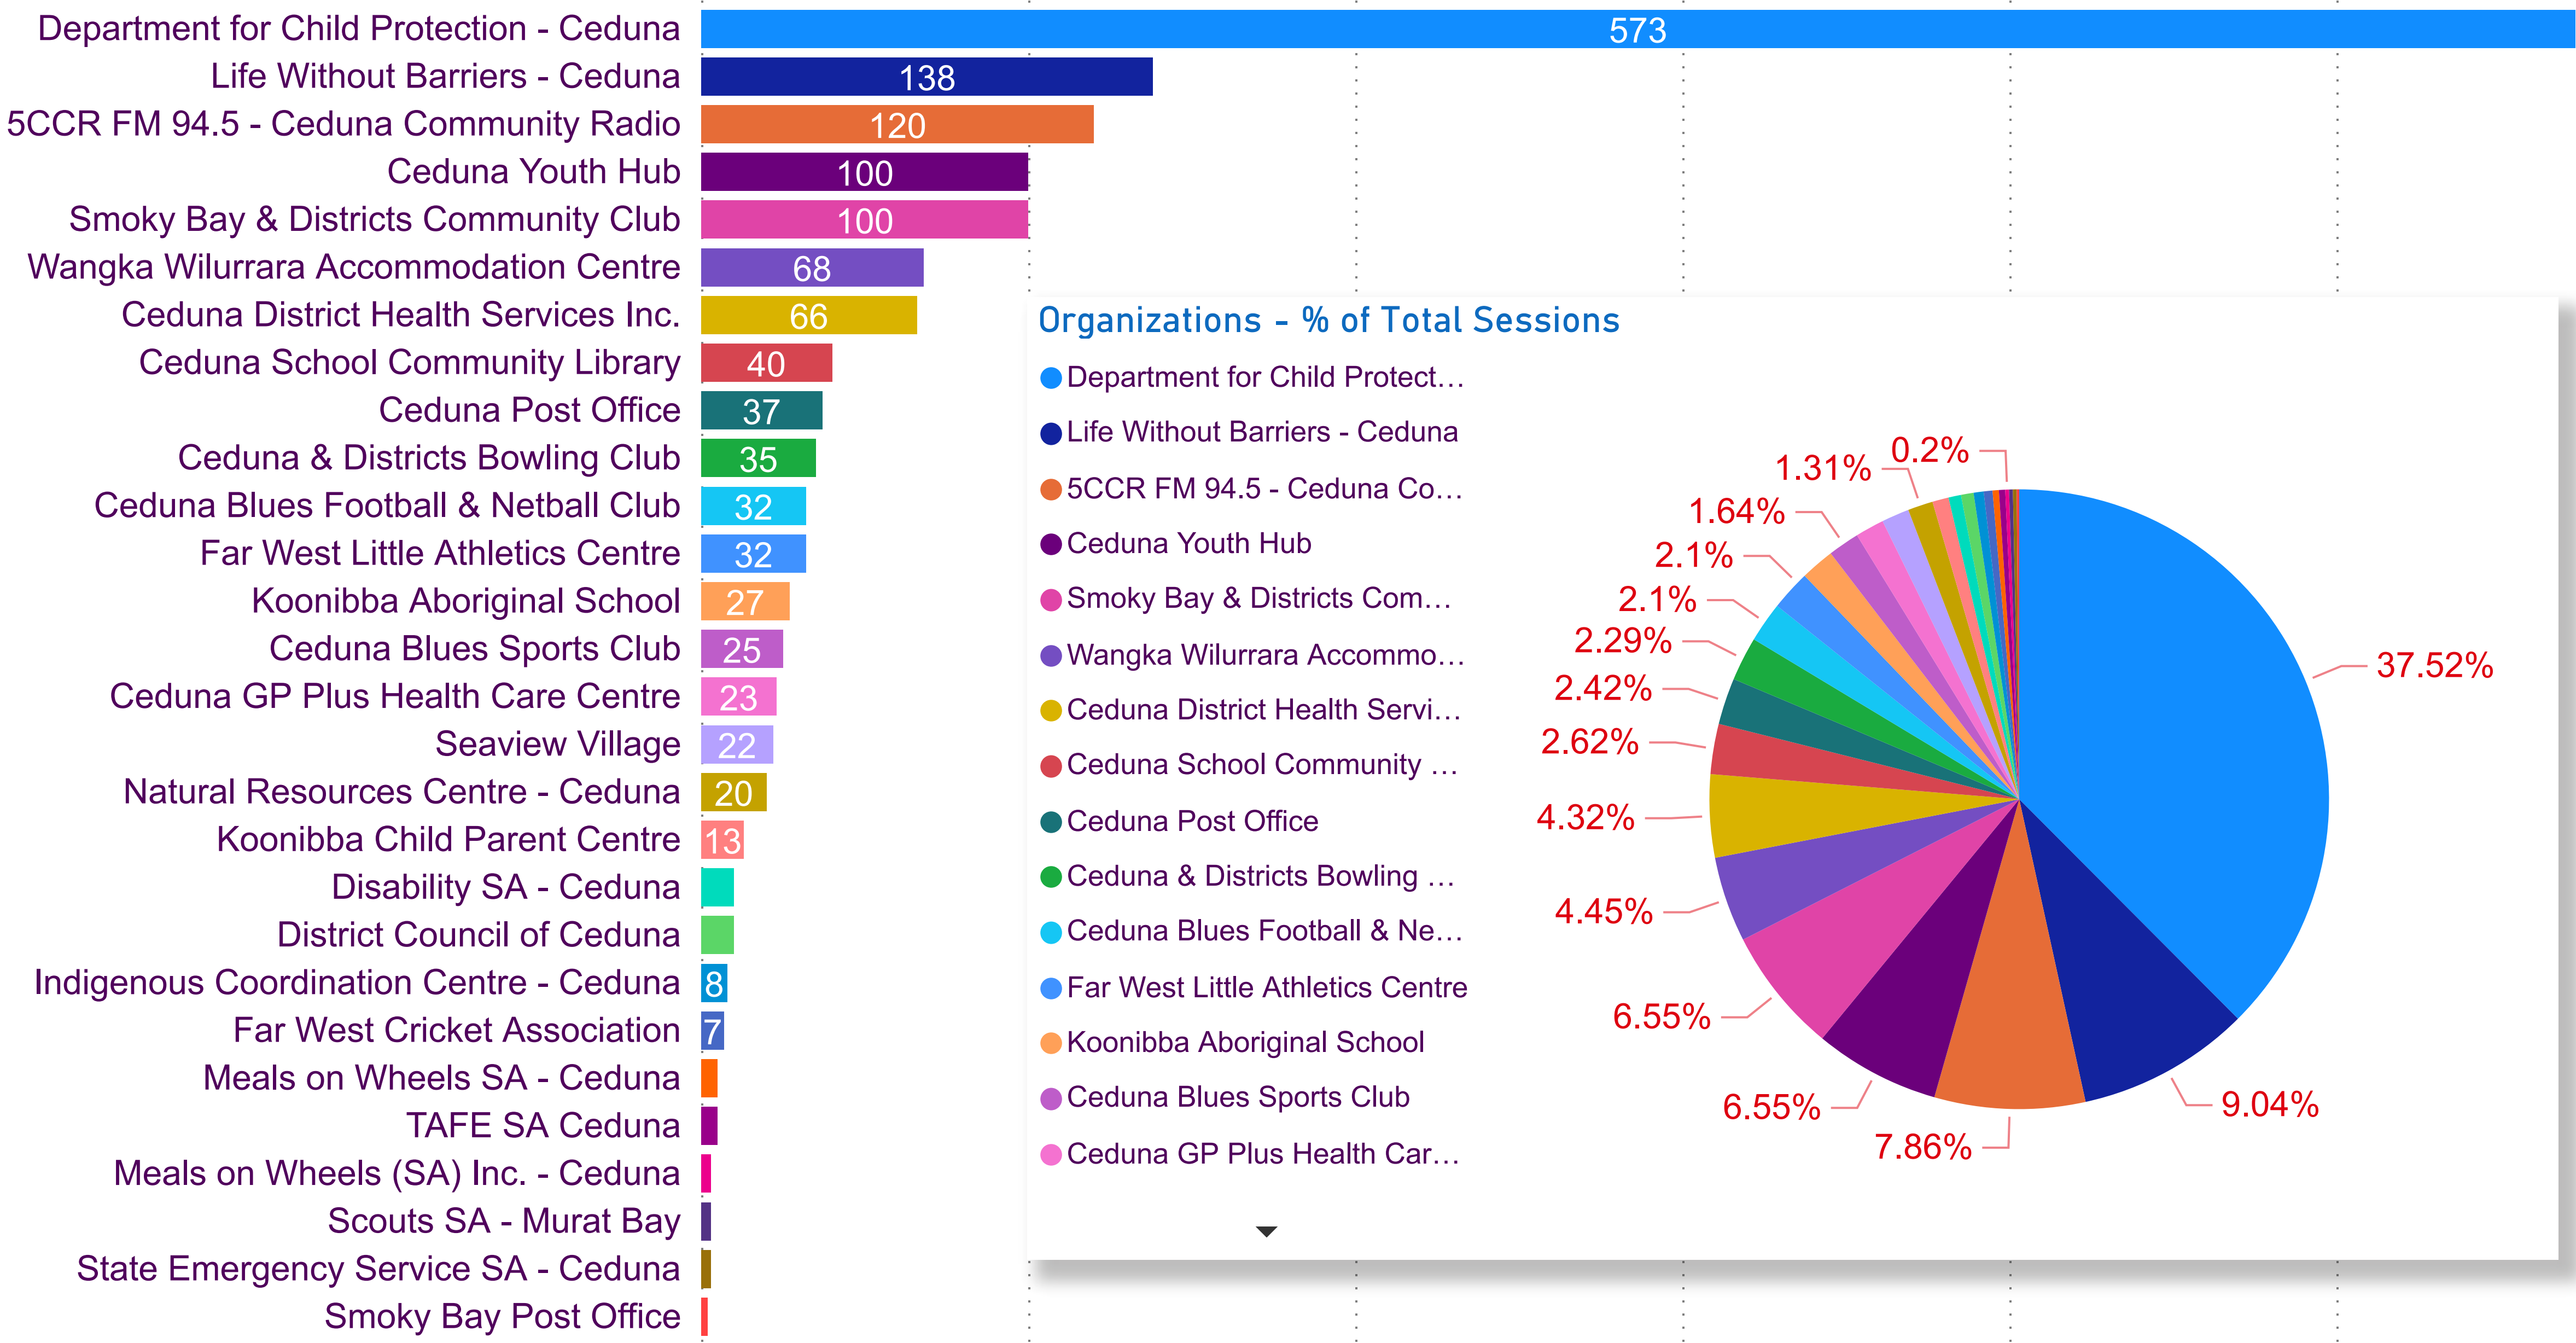 Department for Child Protection - Ceduna 573
Life Without Barriers - Ceduna 138
5CCR FM 94.5 - Ceduna Community Radio 120
Ceduna Youth Hub 100
Smoky Bay & Districts Community Club 100
Wangka Wilurrara Accommodation Centre 68
Ceduna District Health Services Inc. 66
Ceduna School Community Library 40
Ceduna Post Office 37
Ceduna & Districts Bowling Club 35
Ceduna Blues Football & Netball Club 32
Far West Little Athletics Centre 32
Koonibba Aboriginal School 27
Ceduna Blues Sports Club 25
Ceduna GP Plus Health Care Centre 23
Seaview Village 22
Natural Resources Centre - Ceduna 20
Koonibba Child Parent Centre 13
Disability SA - Ceduna
District Council of Ceduna
Indigenous Coordination Centre - Ceduna 8
Far West Cricket Association 7
Meals on Wheels SA - Ceduna
TAFE SA Ceduna
Meals on Wheels (SA) Inc. - Ceduna
Scouts SA - Murat Bay
State Emergency Service SA - Ceduna
Smoky Bay Post Office
Organizations - % of Total Sessions
Department for Child Protect…
Life Without Barriers - Ceduna
5CCR FM 94.5 - Ceduna Co…
Ceduna Youth Hub
Smoky Bay & Districts Com…
Wangka Wilurrara Accommo…
Ceduna District Health Servi…
Ceduna School Community …
Ceduna Post Office
Ceduna & Districts Bowling …
Ceduna Blues Football & Ne…
Far West Little Athletics Centre
Koonibba Aboriginal School
Ceduna Blues Sports Club
Ceduna GP Plus Health Car…
0.2%
1.31%
1.64%
2.1%
2.1%
2.29%
2.42%
2.62%
4.32%
4.45%
6.55%
6.55%
7.86%
9.04%
37.52%